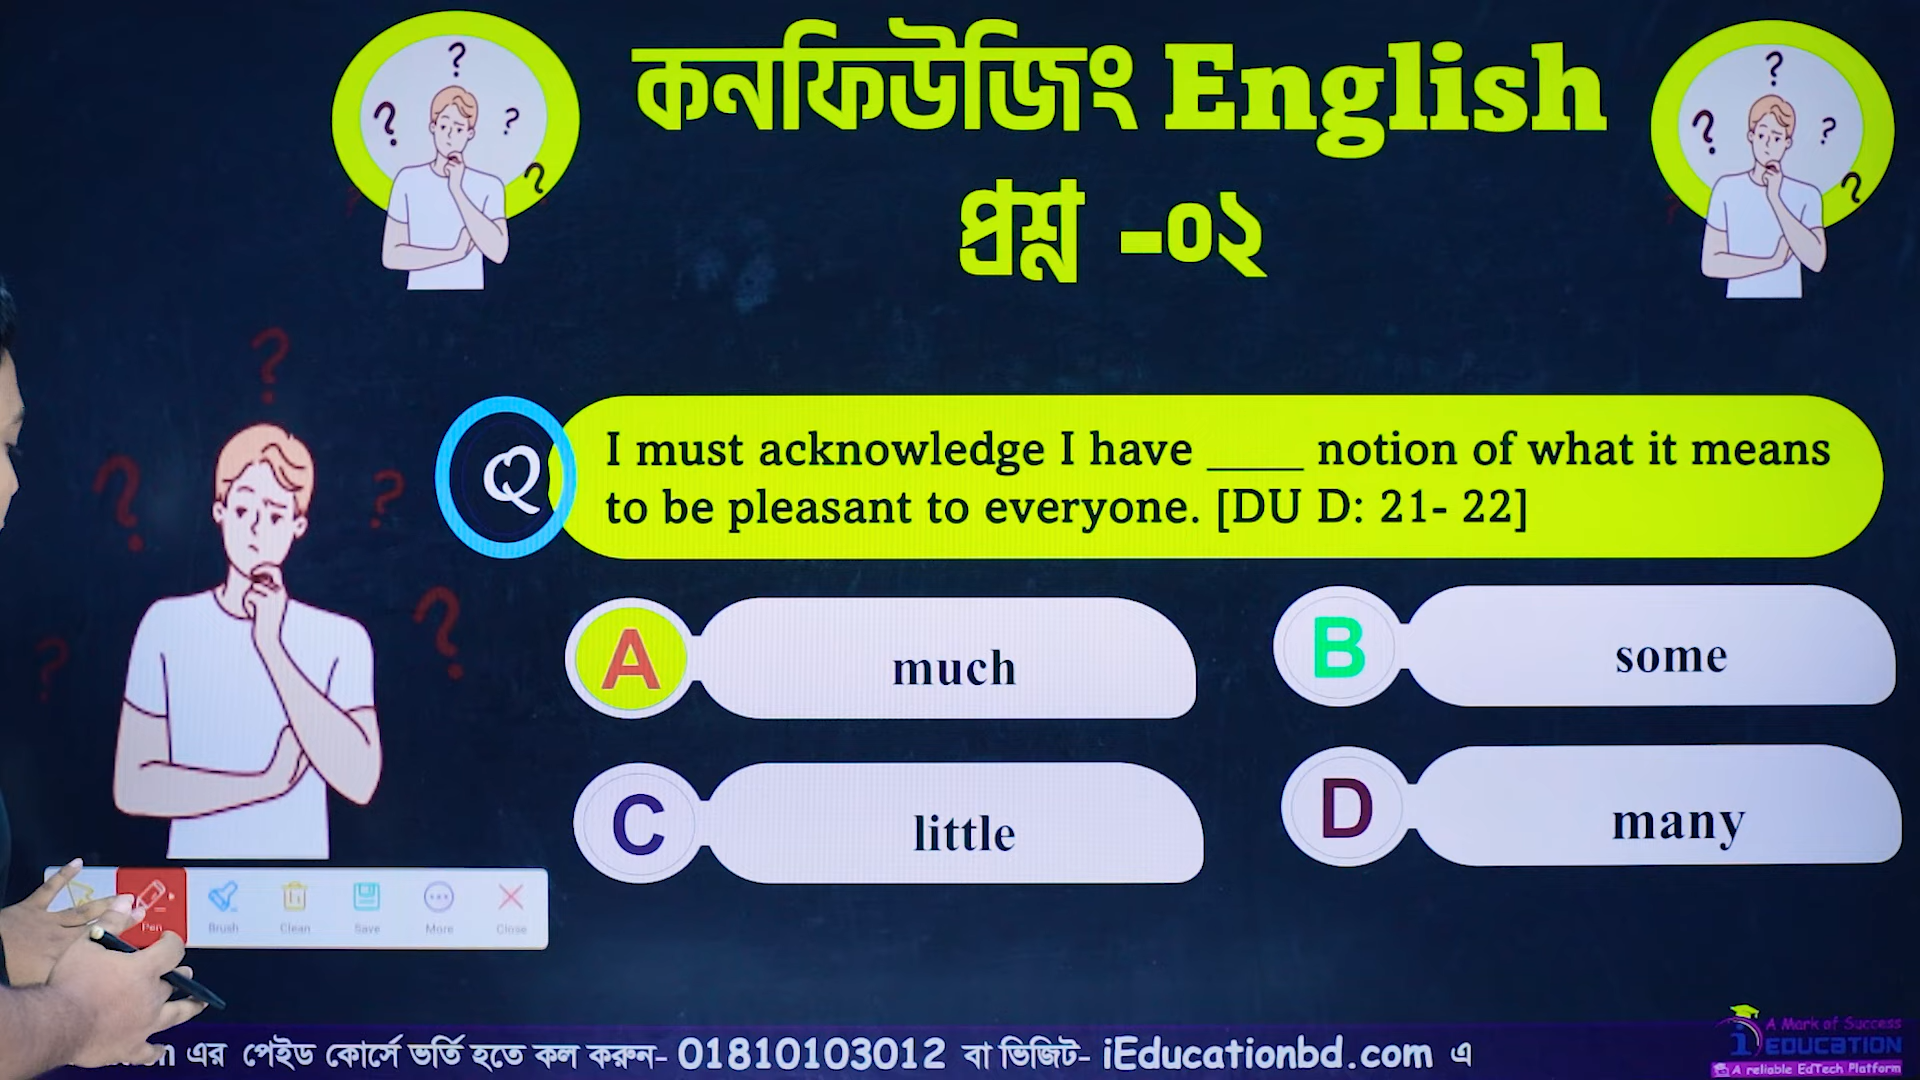 কনফিউজিং English
প্রশ্ন -০২
Q
I must acknowledge I have ____ notion of what it means
to be pleasant to everyone. [DU D: 21- 22]
A much
B some
C little
D many
Pen Brush Clean Save More Close
এর পেইড কোর্সে ভর্তি হতে কল করুন- 01810103012 বা ভিজিট- iEducationbd.com এ
A Mark of Success
i EDUCATION
A reliable EdTech Platform